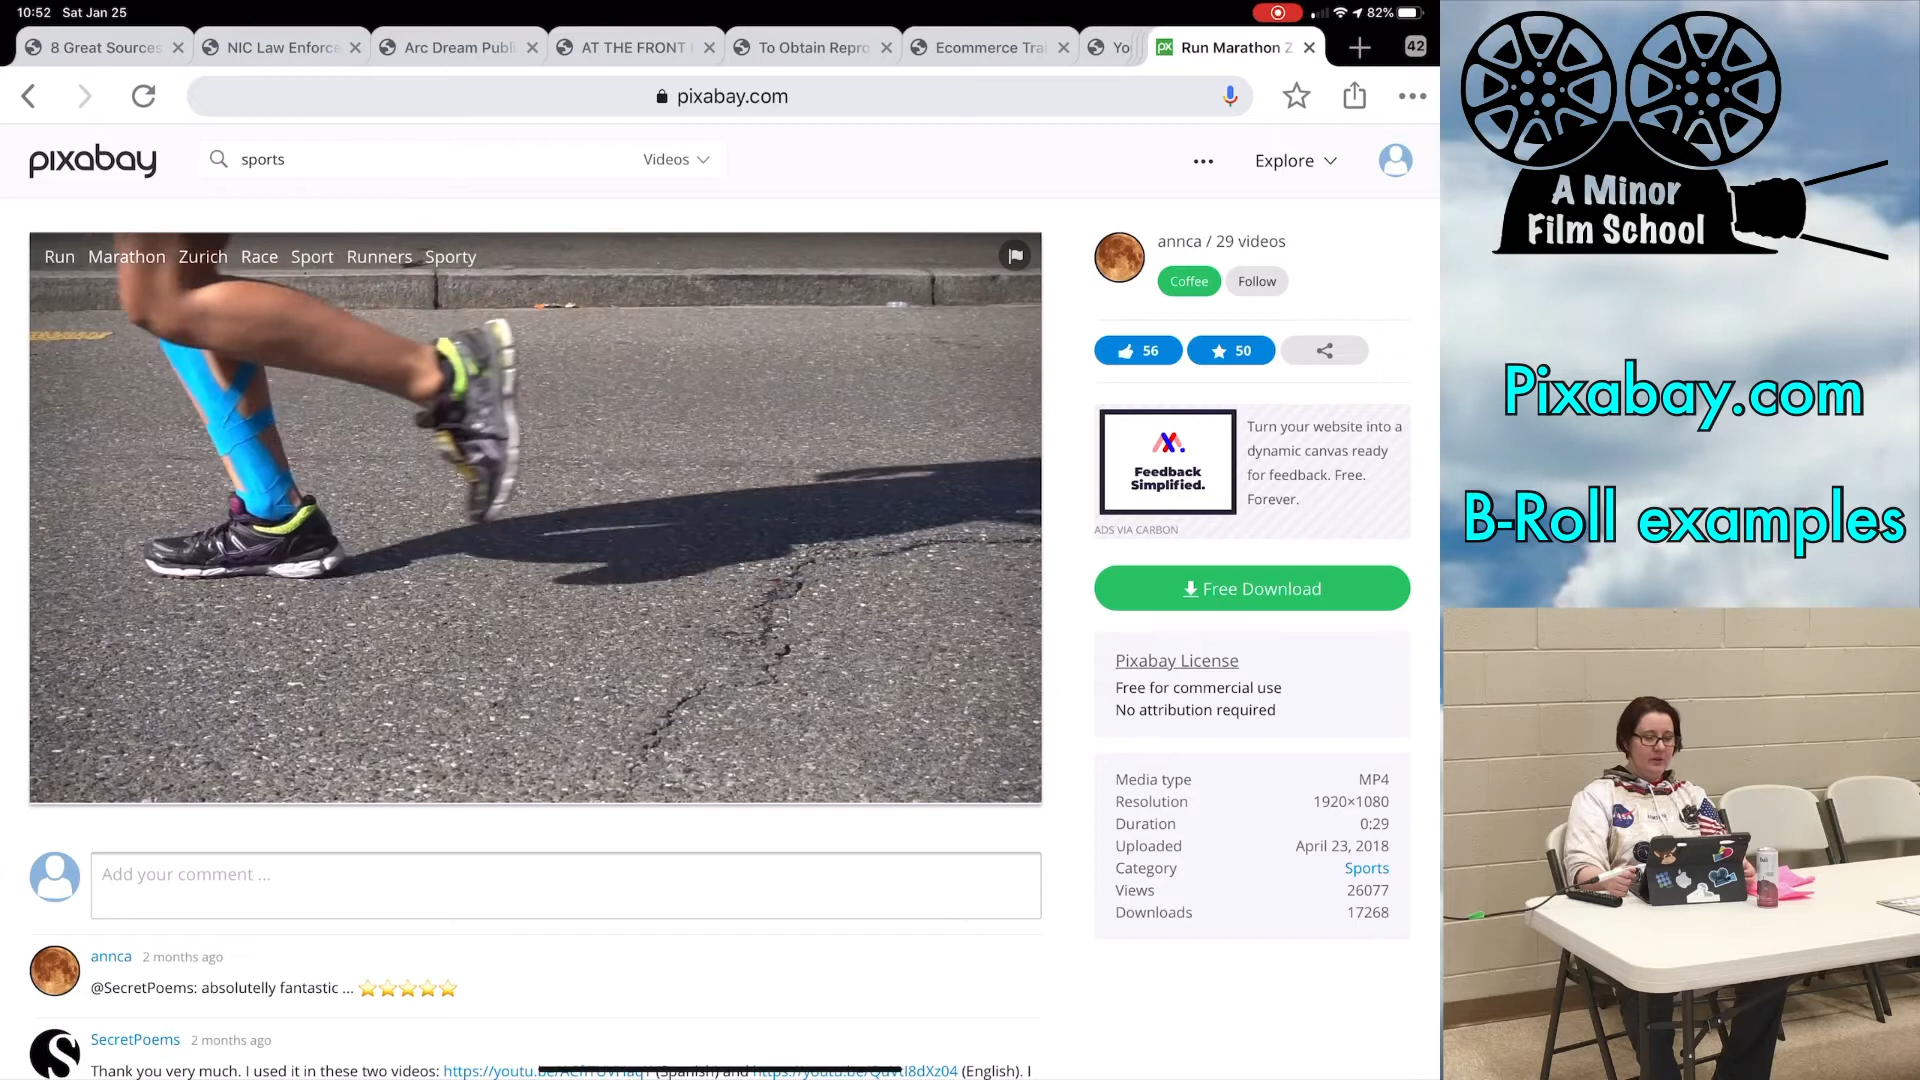 10:52 Sat Jan 25
82%
8 Great Sources
NIC Law Enforce
Arc Dream Publi
AT THE FRONT
To Obtain Repro
Ecommerce Trai
Yo
Run Marathon Z
42
pixabay.com
pixabay
sports
Videos
Explore
Run Marathon Zurich Race Sport Runners Sporty
annca / 29 videos
Coffee
Follow
56
50
Feedback
Simplified.
Turn your website into a
dynamic canvas ready
for feedback. Free.
Forever.
ADS VIA CARBON
Free Download
Pixabay License
Free for commercial use
No attribution required
Media type MP4
Resolution 1920×1080
Duration 0:29
Uploaded April 23, 2018
Category Sports
Views 26077
Downloads 17268
Add your comment ...
annca 2 months ago
@SecretPoems: absolutelly fantastic ... ⭐⭐⭐⭐⭐
SecretPoems 2 months ago
Thank you very much. I used it in these two videos: (Spanish) and (English). I
A Minor
Film School
Pixabay.com
B-Roll examples
NASA